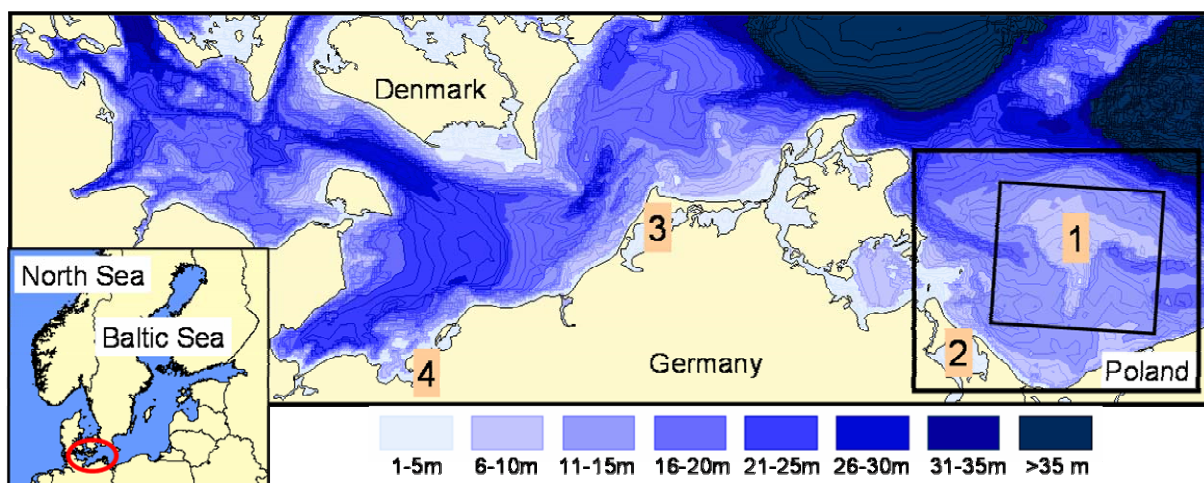 Denmark
1
3
North Sea
Baltic Sea
2
4
Germany
Poland
1-5m 6-10m 11-15m 16-20m 21-25m 26-30m 31-35m >35 m